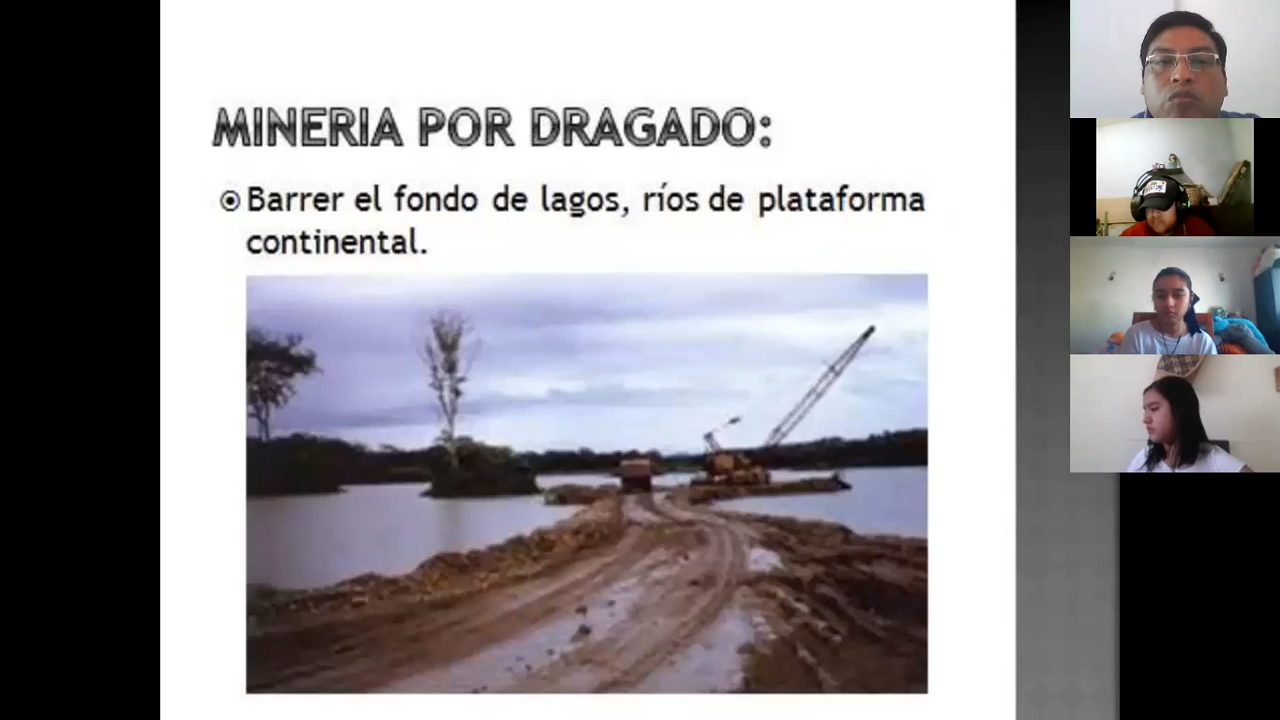 MINERIA POR DRAGADO:
Barrer el fondo de lagos, ríos de plataforma
continental.